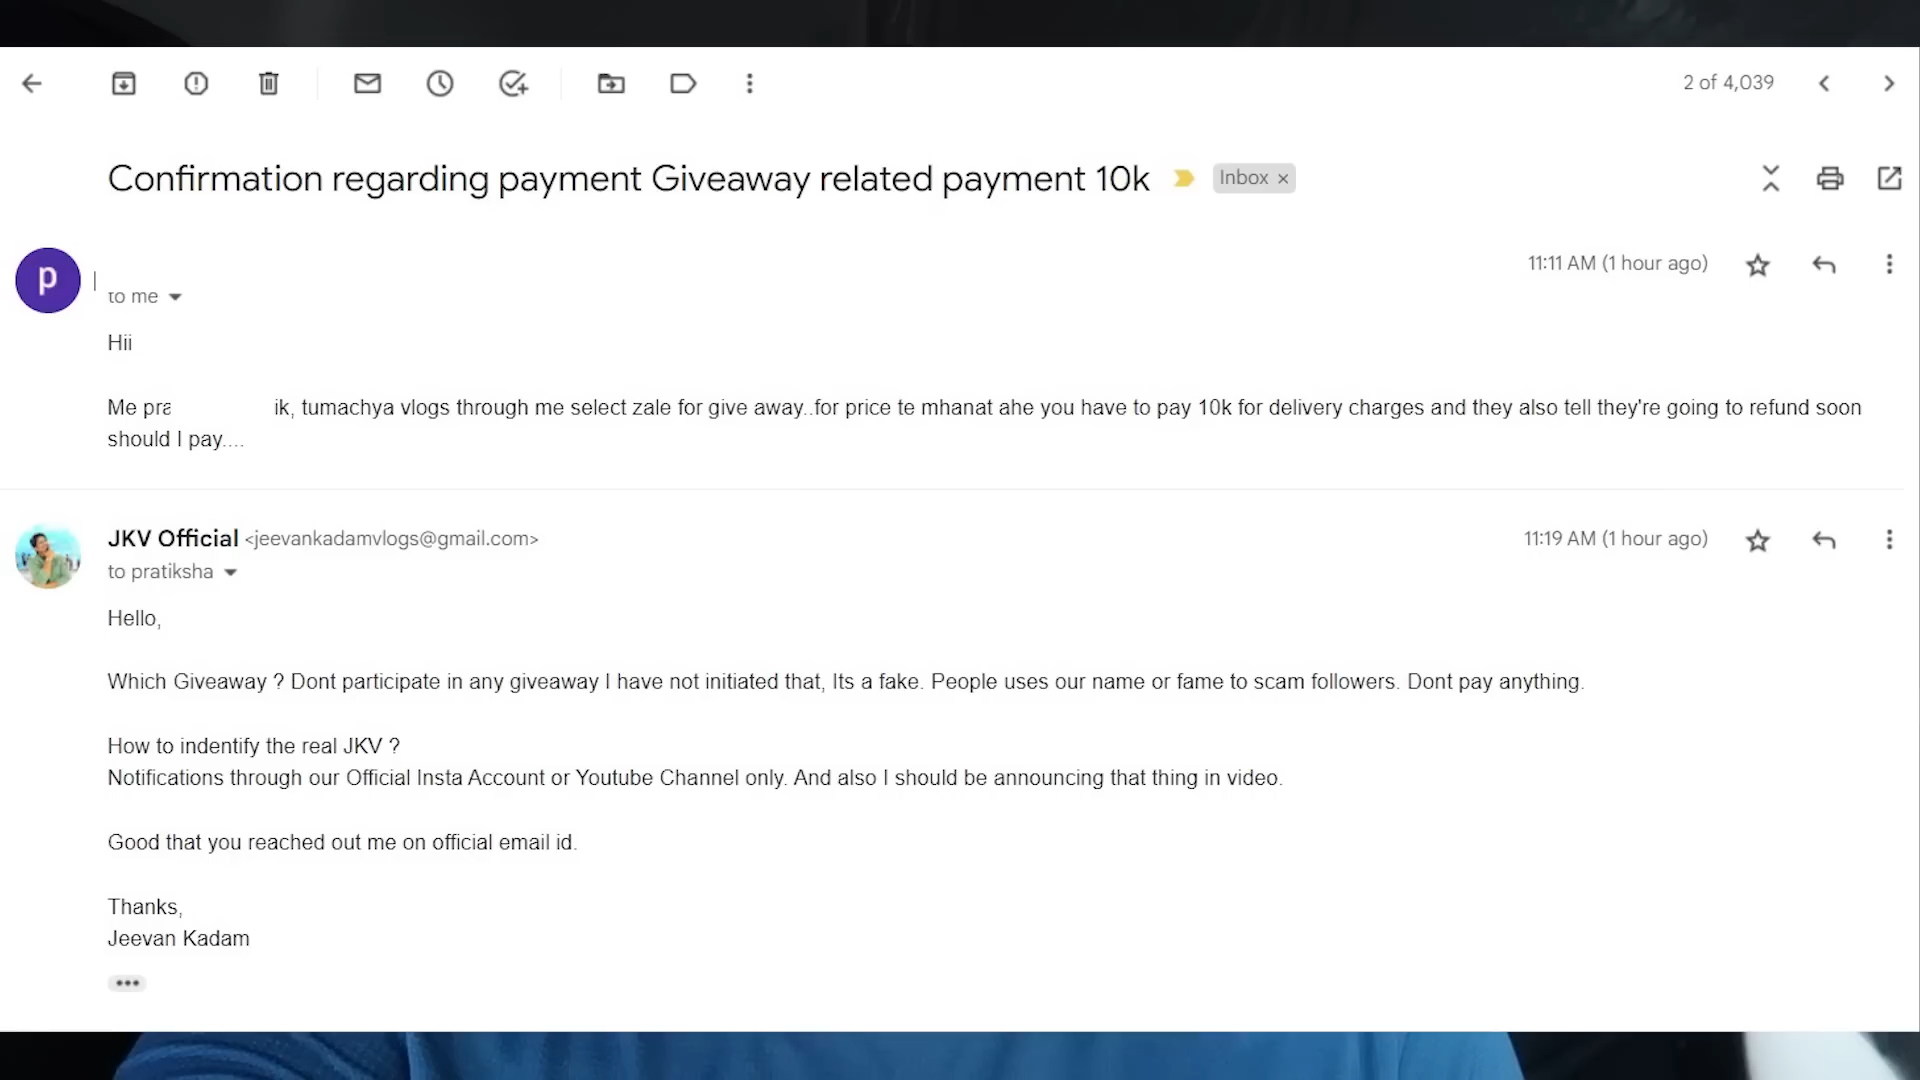 2 of 4,039
Confirmation regarding payment Giveaway related payment 10k
Inbox ×
p
11:11 AM (1 hour ago)
to me
Hii
Me pra ik, tumachya vlogs through me select zale for give away..for price te mhanat ahe you have to pay 10k for delivery charges and they also tell they're going to refund soon
should I pay....
JKV Official <jeevankadamvlogs@gmail.com>
11:19 AM (1 hour ago)
to pratiksha
Hello,
Which Giveaway ? Dont participate in any giveaway I have not initiated that, Its a fake. People uses our name or fame to scam followers. Dont pay anything.
How to indentify the real JKV ?
Notifications through our Official Insta Account or Youtube Channel only. And also I should be announcing that thing in video.
Good that you reached out me on official email id.
Thanks,
Jeevan Kadam